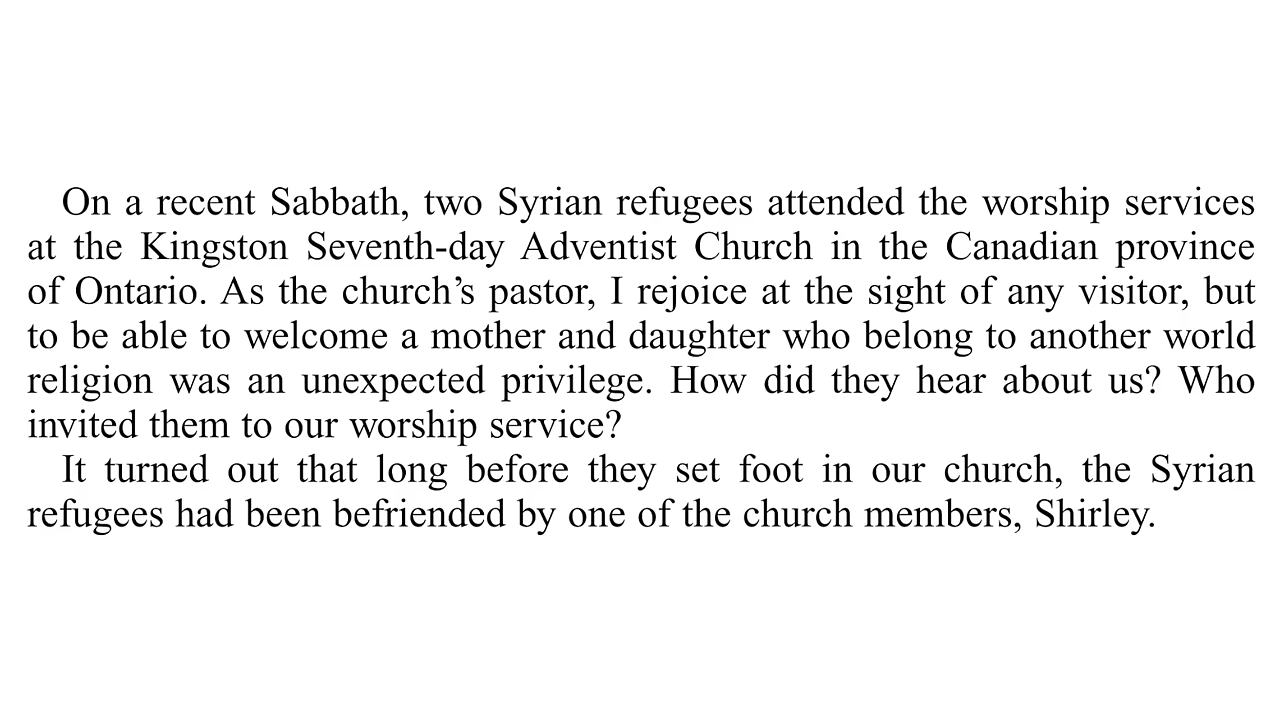 On a recent Sabbath, two Syrian refugees attended the worship services
at the Kingston Seventh-day Adventist Church in the Canadian province
of Ontario. As the church’s pastor, I rejoice at the sight of any visitor, but
to be able to welcome a mother and daughter who belong to another world
religion was an unexpected privilege. How did they hear about us? Who
invited them to our worship service?
It turned out that long before they set foot in our church, the Syrian
refugees had been befriended by one of the church members, Shirley.